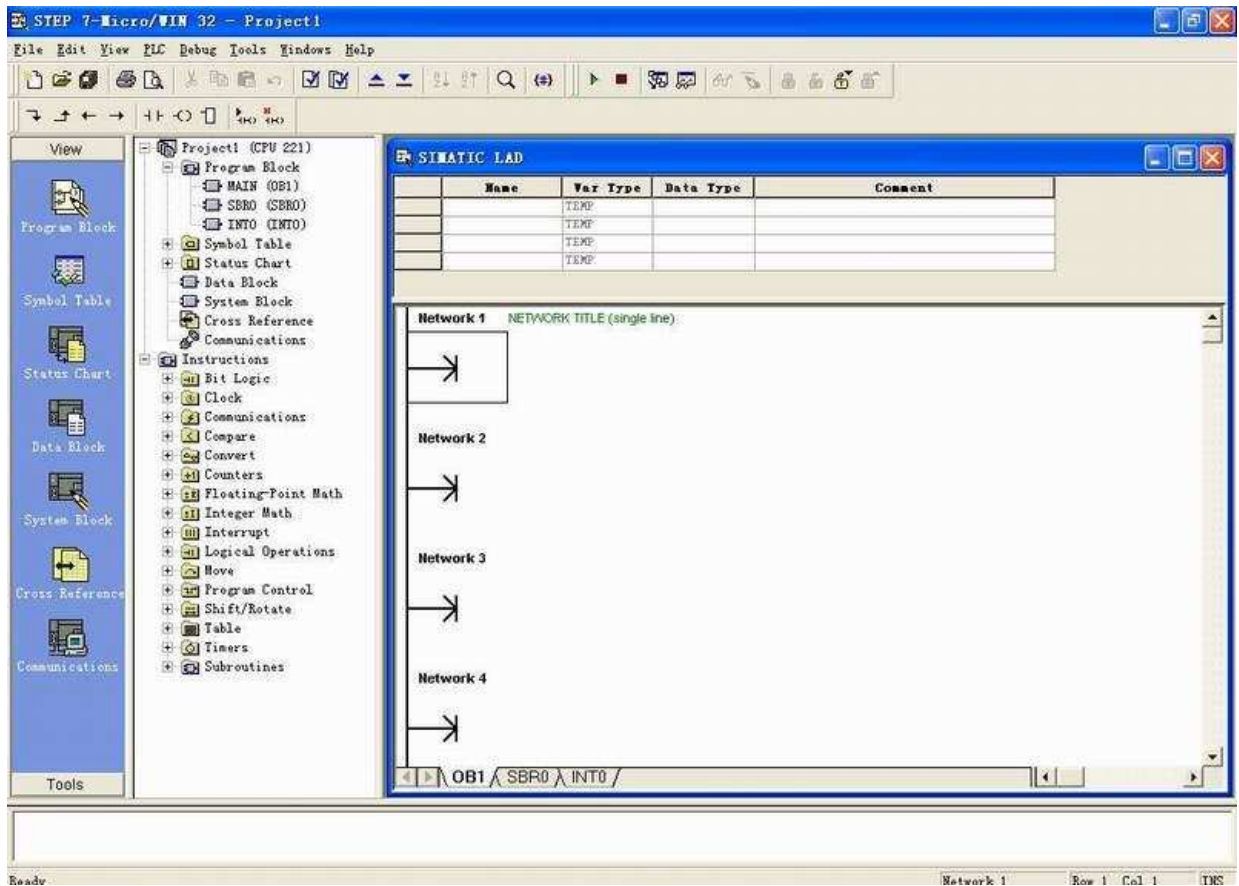 STEP 7-Micro/WIN 32 - Project1
File Edit View PLC Debug Tools Windows Help
View
Program Block
Symbol Table
Status Chart
Data Block
System Block
Cross Reference
Communications
Tools
Project1 (CPU 221)
Program Block
MAIN (OB1)
SBR0 (SBR0)
INT0 (INT0)
Symbol Table
Status Chart
Data Block
System Block
Cross Reference
Communications
Instructions
Bit Logic
Clock
Communications
Compare
Convert
Counters
Floating-Point Math
Integer Math
Interrupt
Logical Operations
Move
Program Control
Shift/Rotate
Table
Timers
Subroutines
SIMATIC LAD
Name Var Type Data Type Comment
TEMP
TEMP
TEMP
TEMP
Network 1 NETWORK TITLE (single line)
Network 2
Network 3
Network 4
OB1 SBR0 INT0
Ready Network 1 Row 1 Col 1 INS